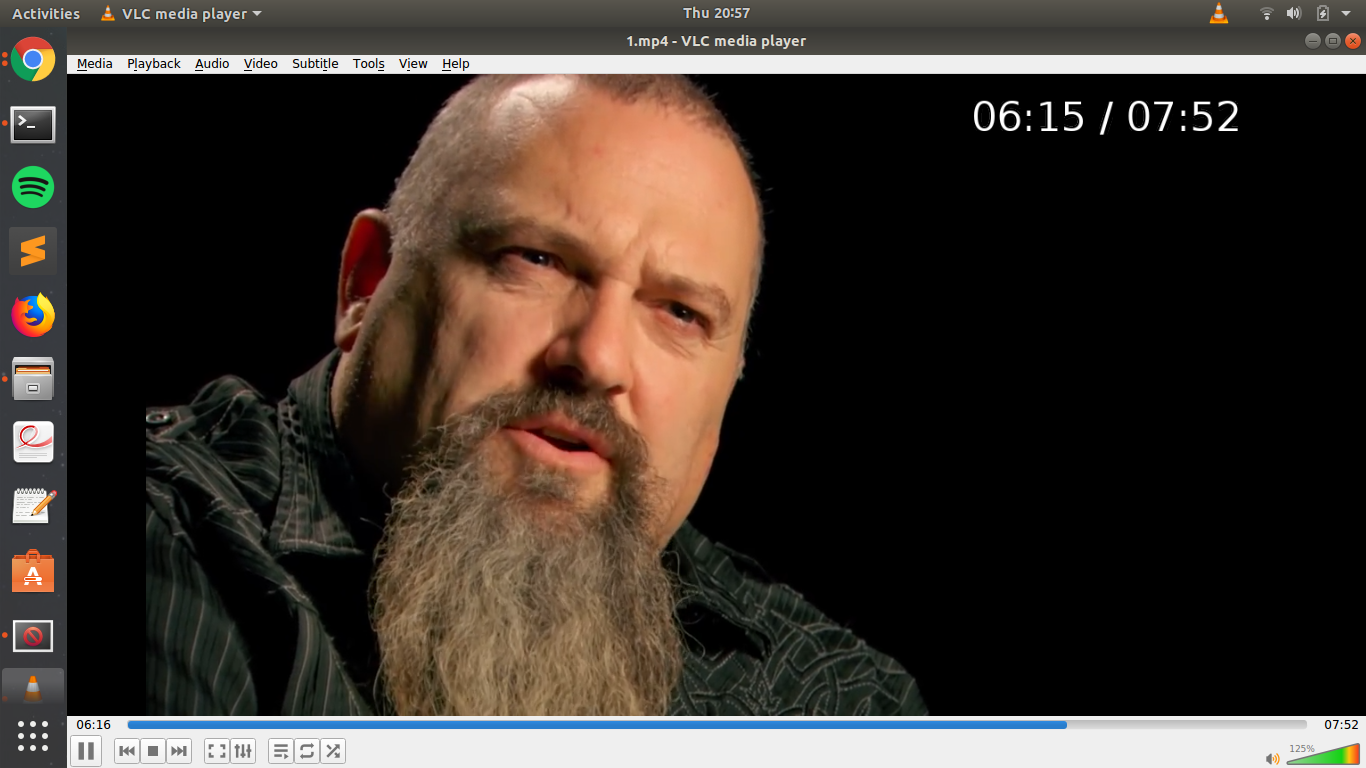 Activities VLC media player Thu 20:57
1.mp4 - VLC media player
Media Playback Audio Video Subtitle Tools View Help
06:15 / 07:52
06:16 07:52
125%